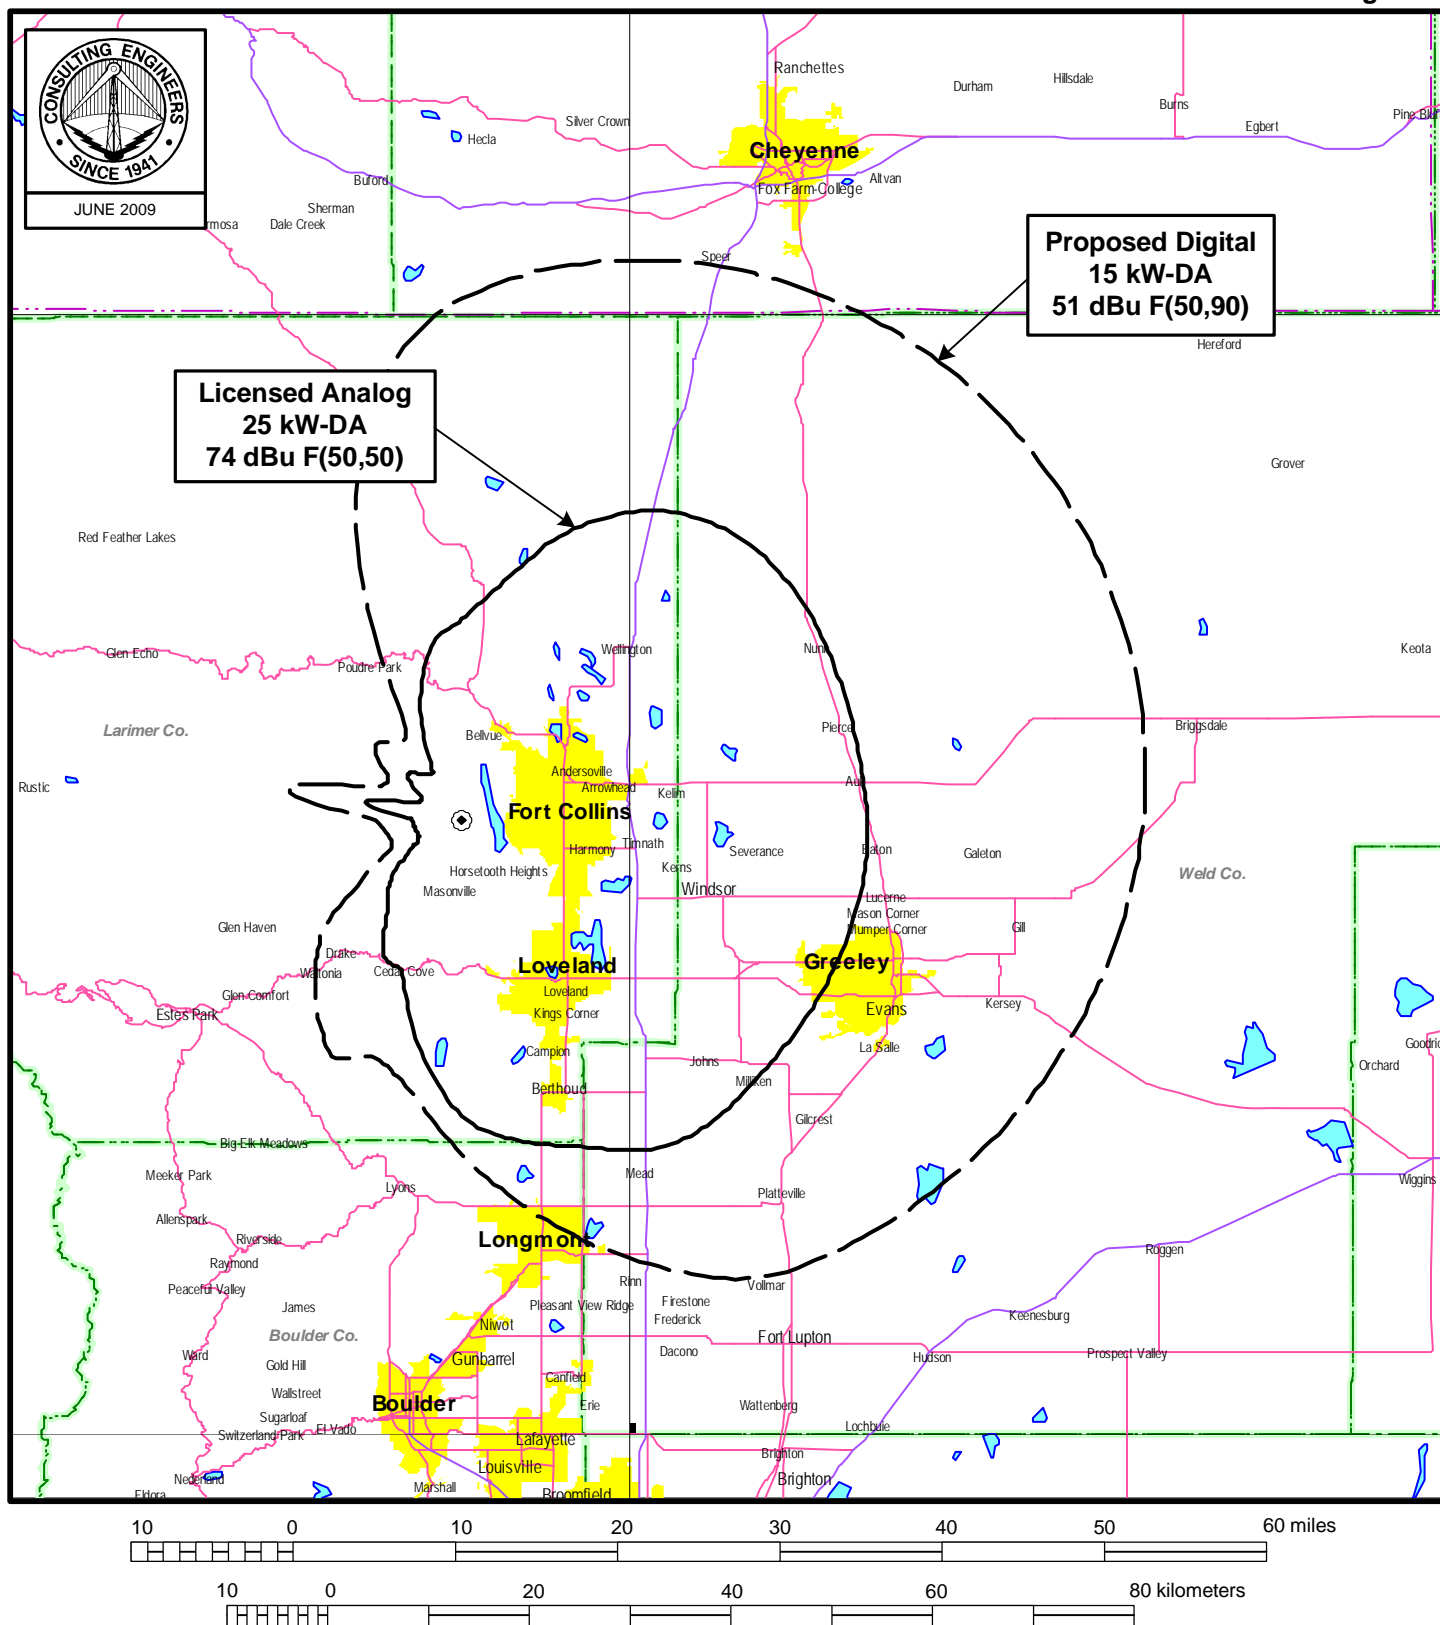 CONSULTING ENGINEERS
SINCE 1941
JUNE 2009
Ranchettes
Durham
Hillsdale
Burns
Egbert
Silver Crown
Hecla
Cheyenne
Buford
Altvan
Fox Farm-College
Sherman
Dale Creek
Speer
Proposed Digital
15 kW-DA
51 dBu F(50,90)
Hereford
Licensed Analog
25 kW-DA
74 dBu F(50,50)
Grover
Red Feather Lakes
Glen Echo
Poudre Park
Wellington
Nunn
Keota
Larimer Co.
Bellvue
Pierce
Briggsdale
Rustic
Andersoville
Arrowhead
Kelim
Fort Collins
Harmony
Timnath
Severance
Eaton
Galeton
Horsetooth Heights
Kerns
Weld Co.
Masonville
Windsor
Lucerne
Mason Corner
Mumper Corner
Gill
Glen Haven
Drake
Waltonia
Cedar Cove
Loveland
Greeley
Glen Comfort
Loveland
Kings Corner
Evans
Kersey
Estes Park
Campion
Johns
La Salle
Orchard
Berthoud
Milliken
Gilcrest
Big Elk Meadows
Meeker Park
Lyons
Mead
Platteville
Wiggins
Allenspark
Riverside
Longmont
Roggen
Raymond
Peaceful Valley
Rinn
Vollmar
James
Pleasant View Ridge
Firestone
Frederick
Keenesburg
Boulder Co.
Niwot
Fort Lupton
Ward
Gold Hill
Gunbarrel
Dacono
Hudson
Prospect Valley
Wallstreet
Canfield
Boulder
Erie
Wattenberg
Sugarloaf
El Vado
Switzerland Park
Lochbuie
Lafayette
Brighton
Louisville
Brighton
Nederland
Marshall
Eldora
Broomfield
10 0 10 20 30 40 50 60 miles
10 0 20 40 60 80 kilometers